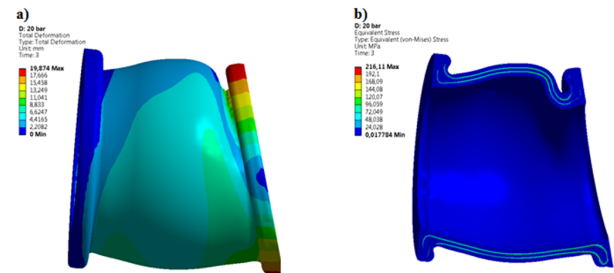 a)
D: 20 bar
Total Deformation
Type: Total Deformation
Unit: mm
Time: 3
19,874 Max
17,666
15,458
13,249
11,041
8,833
6,6247
4,4165
2,2082
0 Min
b)
D: 20 bar
Equivalent Stress
Type: Equivalent (von-Mises) Stress
Unit: MPa
Time: 3
216,11 Max
192,1
168,09
144,08
120,07
96,059
72,049
48,038
24,028
0,017784 Min